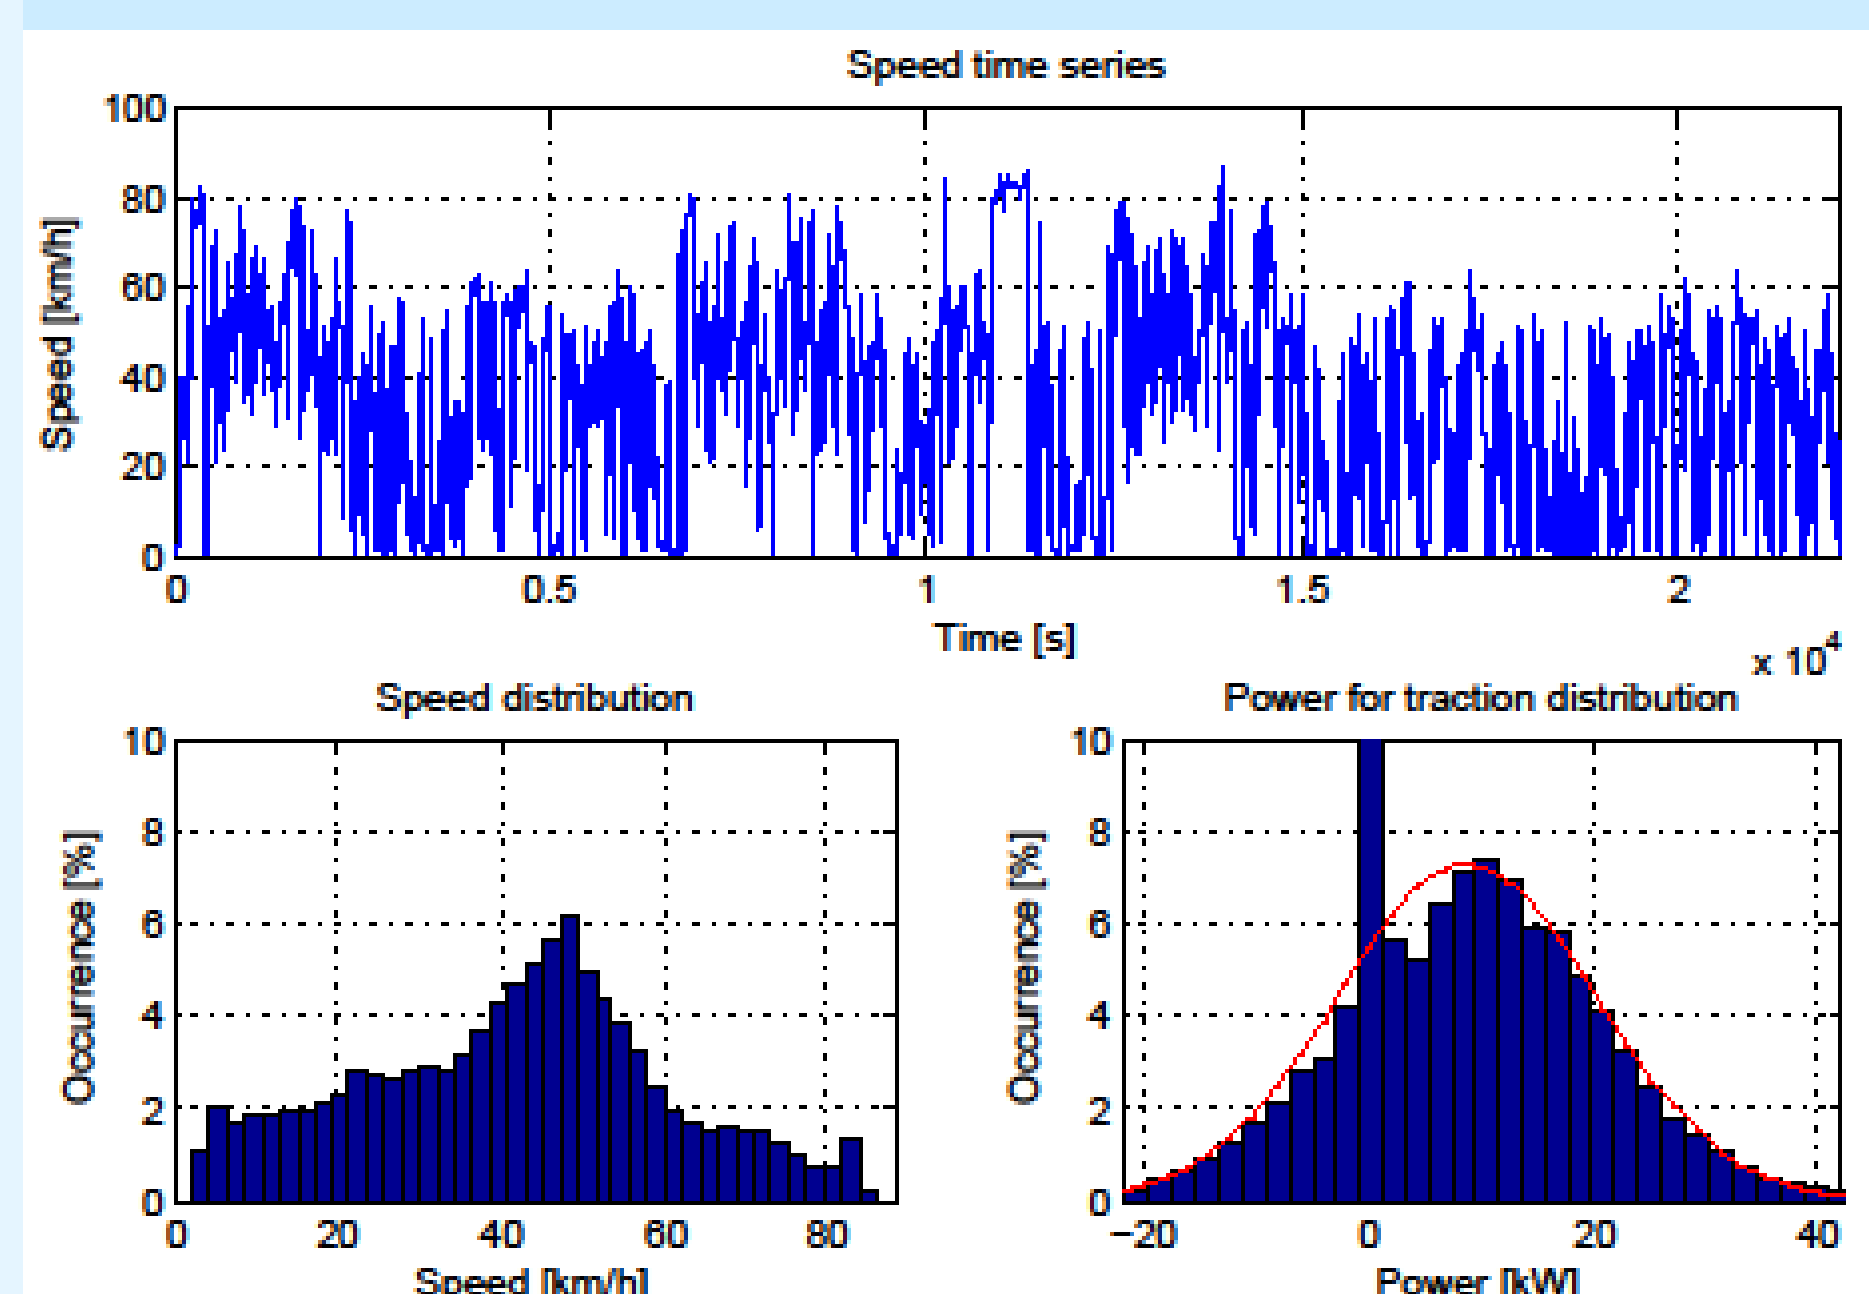 Speed time series
100
80
60
40
20
0
Speed [km/h]
0 0.5 1 1.5 2
Time [s]
x 10^4
Speed distribution
10
8
6
4
2
0
Occurrence [%]
0 20 40 60 80
Speed [km/h]
Power for traction distribution
10
8
6
4
2
0
Occurrence [%]
−20 0 20 40
Power [kW]